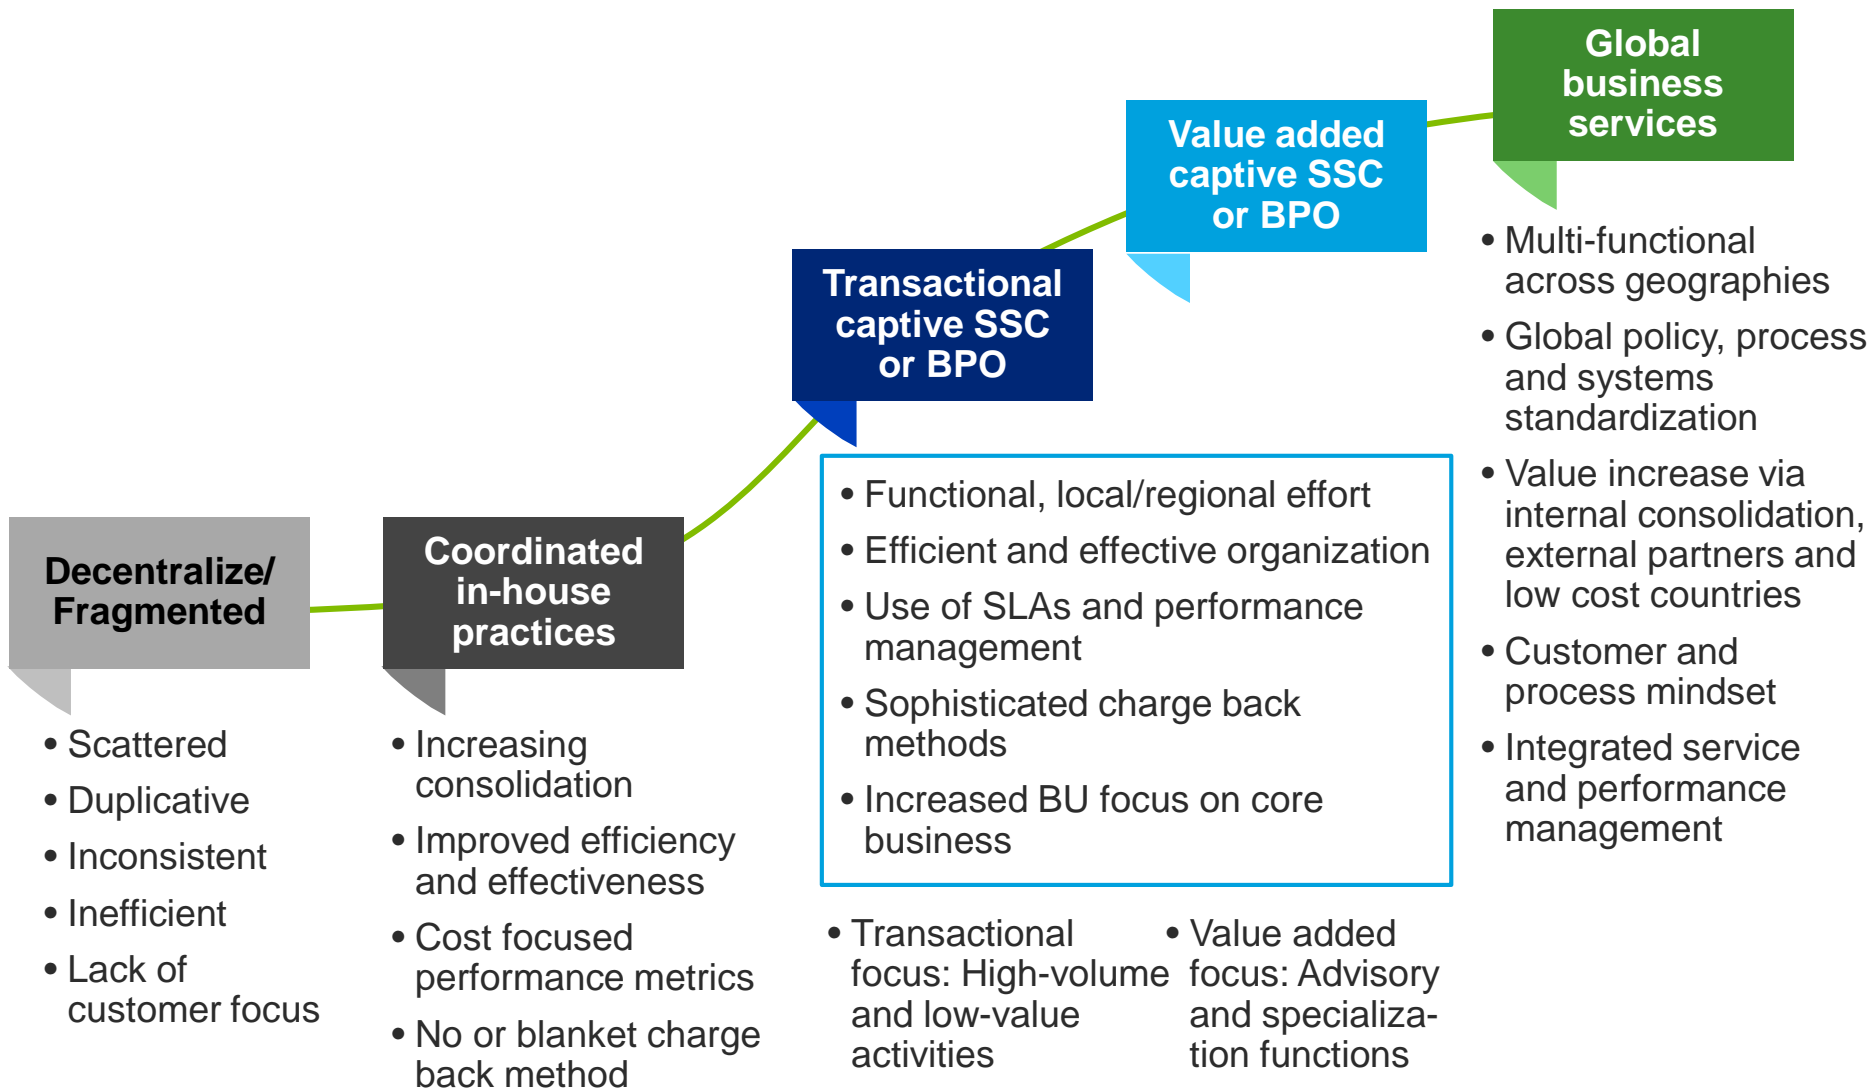 Decentralize/
Fragmented
• Scattered
• Duplicative
• Inconsistent
• Inefficient
• Lack of
customer focus
Coordinated
in-house
practices
• Increasing
consolidation
• Improved efficiency
and effectiveness
• Cost focused
performance metrics
• No or blanket charge
back method
Transactional
captive SSC
or BPO
Value added
captive SSC
or BPO
• Functional, local/regional effort
• Efficient and effective organization
• Use of SLAs and performance
management
• Sophisticated charge back
methods
• Increased BU focus on core
business
• Transactional
focus: High-volume
and low-value
activities
• Value added
focus: Advisory
and specializa-
tion functions
Global
business
services
• Multi-functional
across geographies
• Global policy, process
and systems
standardization
• Value increase via
internal consolidation,
external partners and
low cost countries
• Customer and
process mindset
• Integrated service
and performance
management